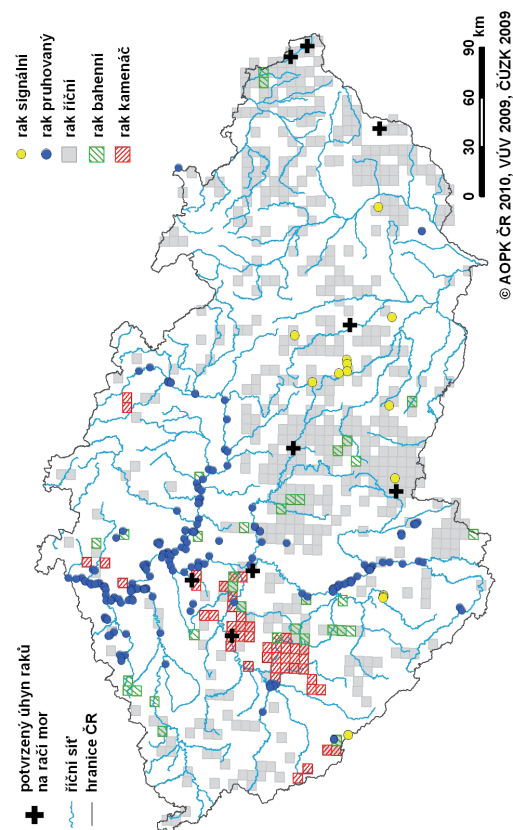 potvrzený úhyn raků
na račí mor
říční síť
hranice ČR
rak signální
rak pruhovaný
rak říční
rak bahenní
rak kamenáč
0 30 60 90
km
© AOPK ČR 2010, VÚV 2009, ČÚZK 2009